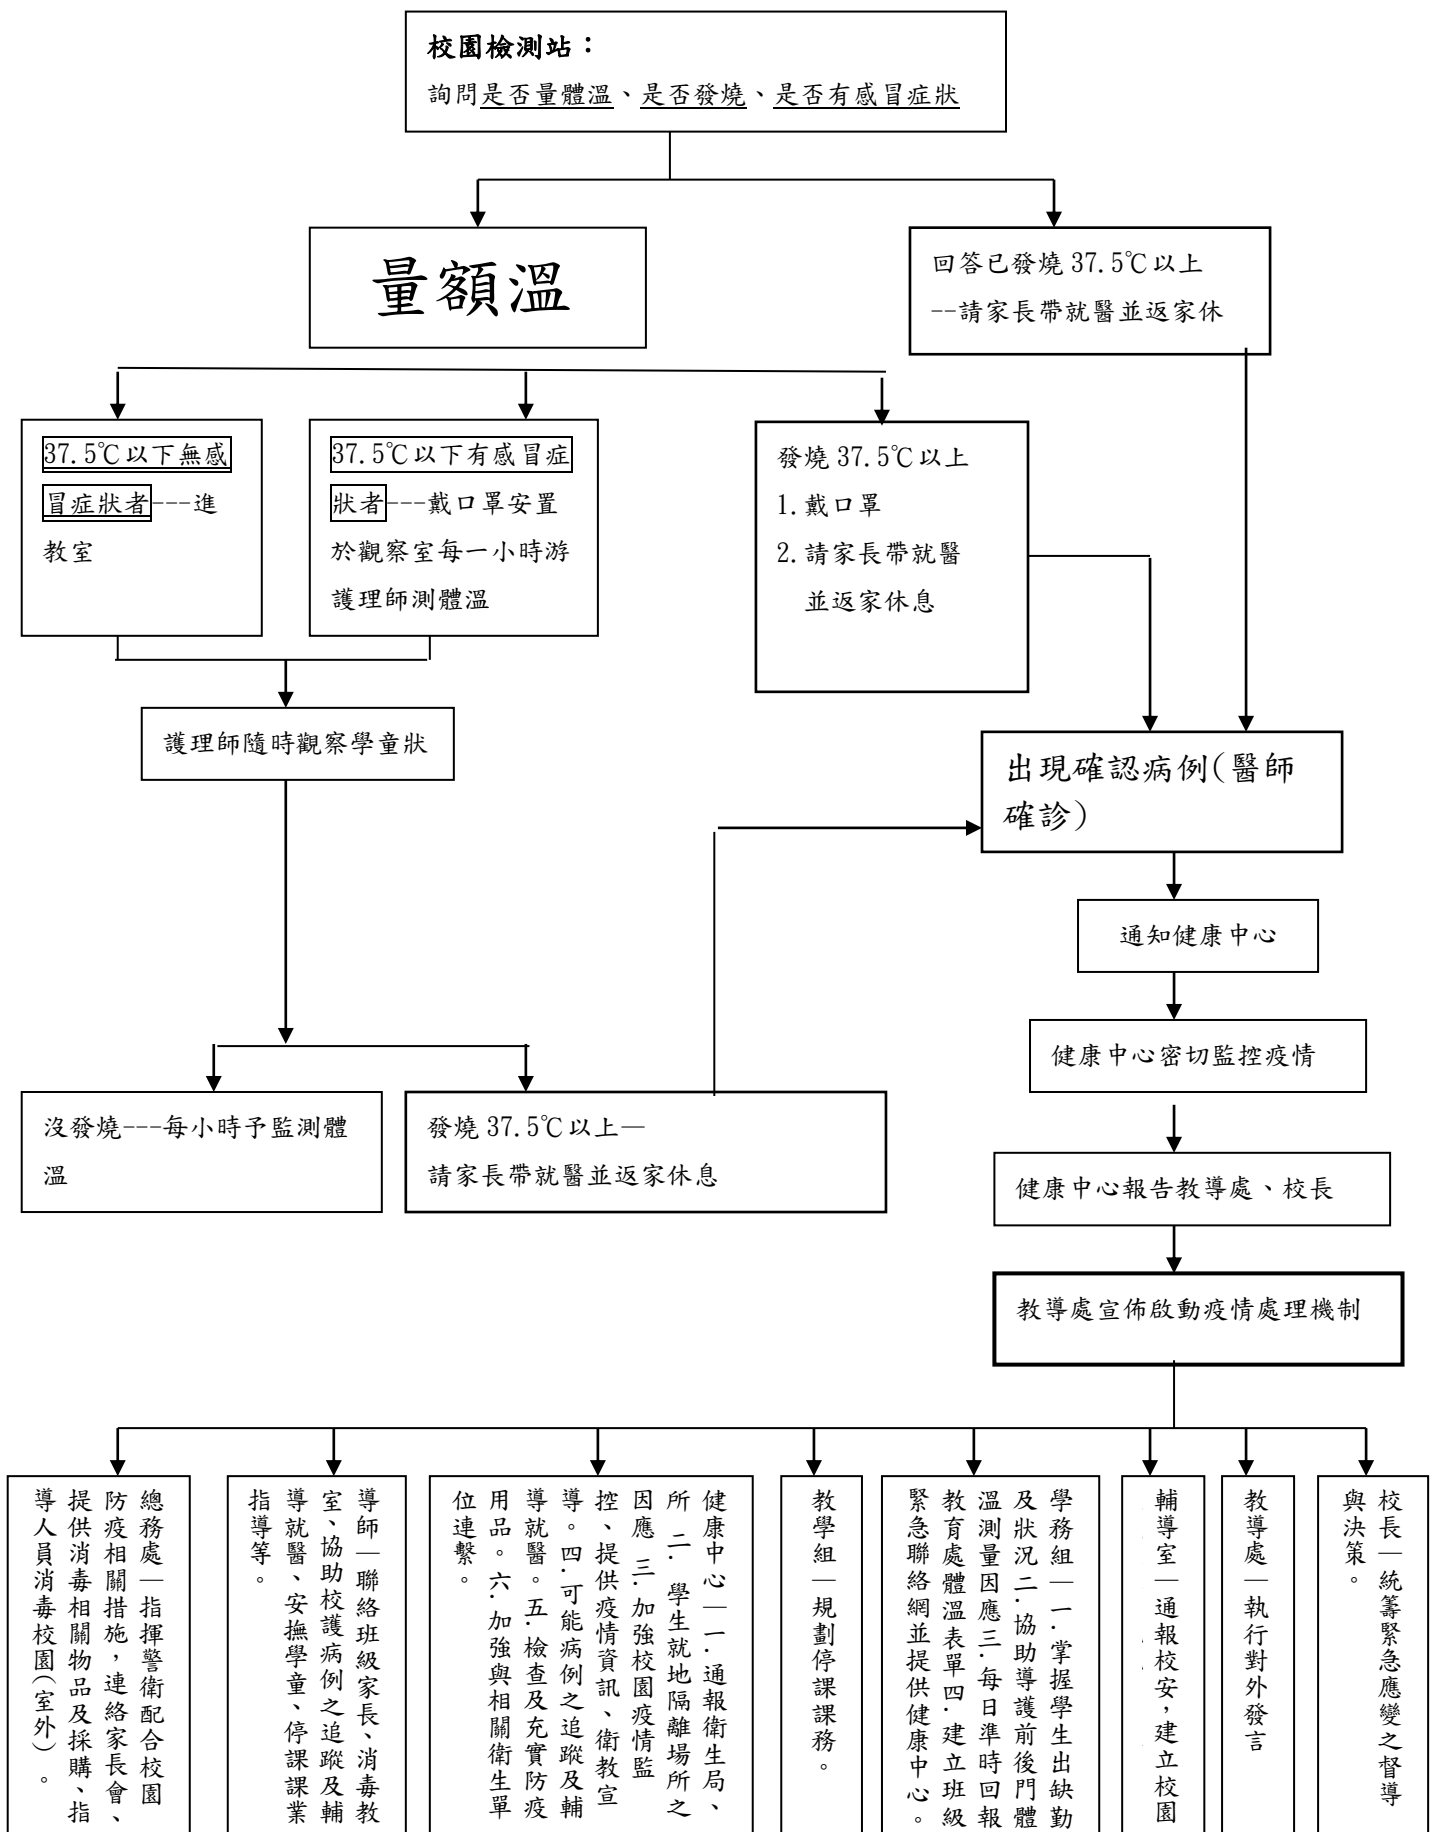 校園檢測站：
詢問是否量體溫、是否發燒、是否有感冒症狀
量額溫
回答已發燒 37.5℃以上
--請家長帶就醫並返家休
37.5℃以下無感
冒症狀者---進
教室
37.5℃以下有感冒症
狀者---戴口罩安置
於觀察室每一小時游
護理師測體溫
發燒 37.5℃以上
1.戴口罩
2.請家長帶就醫
並返家休息
護理師隨時觀察學童狀
出現確認病例(醫師
確診)
通知健康中心
健康中心密切監控疫情
沒發燒---每小時予監測體
溫
發燒 37.5℃以上—
請家長帶就醫並返家休息
健康中心報告教導處、校長
教導處宣佈啟動疫情處理機制
校長—統籌緊急應變之督導
與決策。
教導處—執行對外發言
輔導室—通報校安，建立校園
學務組—一.掌握學生出缺勤
及狀況二.協助導護前後門體
溫測量因應三.每日準時回報
教育處體溫表單四.建立班級
緊急聯絡網並提供健康中心。
教學組—規劃停課課務。
健康中心—一.通報衛生局、
所 二. 學生就地隔離場所之
因應 三.加強校園疫情監
控、提供疫情資訊、衛教宣
導。四.可能病例之追蹤及輔
導就醫。五.檢查及充實防疫
用品。六.加強與相關衛生單
位連繫。
導師—聯絡班級家長、消毒教
室、協助校護病例之追蹤及輔
導就醫、安撫學童、停課課業
指導等。
總務處—指揮警衛配合校園
防疫相關措施，連絡家長會、
提供消毒相關物品及採購、指
導人員消毒校園(室外)。